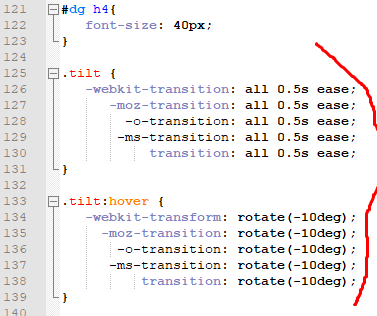 121 #dg h4{
122 font-size: 40px;
123 }
124
125 .tilt {
126 -webkit-transition: all 0.5s ease;
127 -moz-transition: all 0.5s ease;
128 -o-transition: all 0.5s ease;
129 -ms-transition: all 0.5s ease;
130 transition: all 0.5s ease;
131 }
132
133 .tilt:hover {
134 -webkit-transform: rotate(-10deg);
135 -moz-transition: rotate(-10deg);
136 -o-transition: rotate(-10deg);
137 -ms-transition: rotate(-10deg);
138 transition: rotate(-10deg);
139 }
140